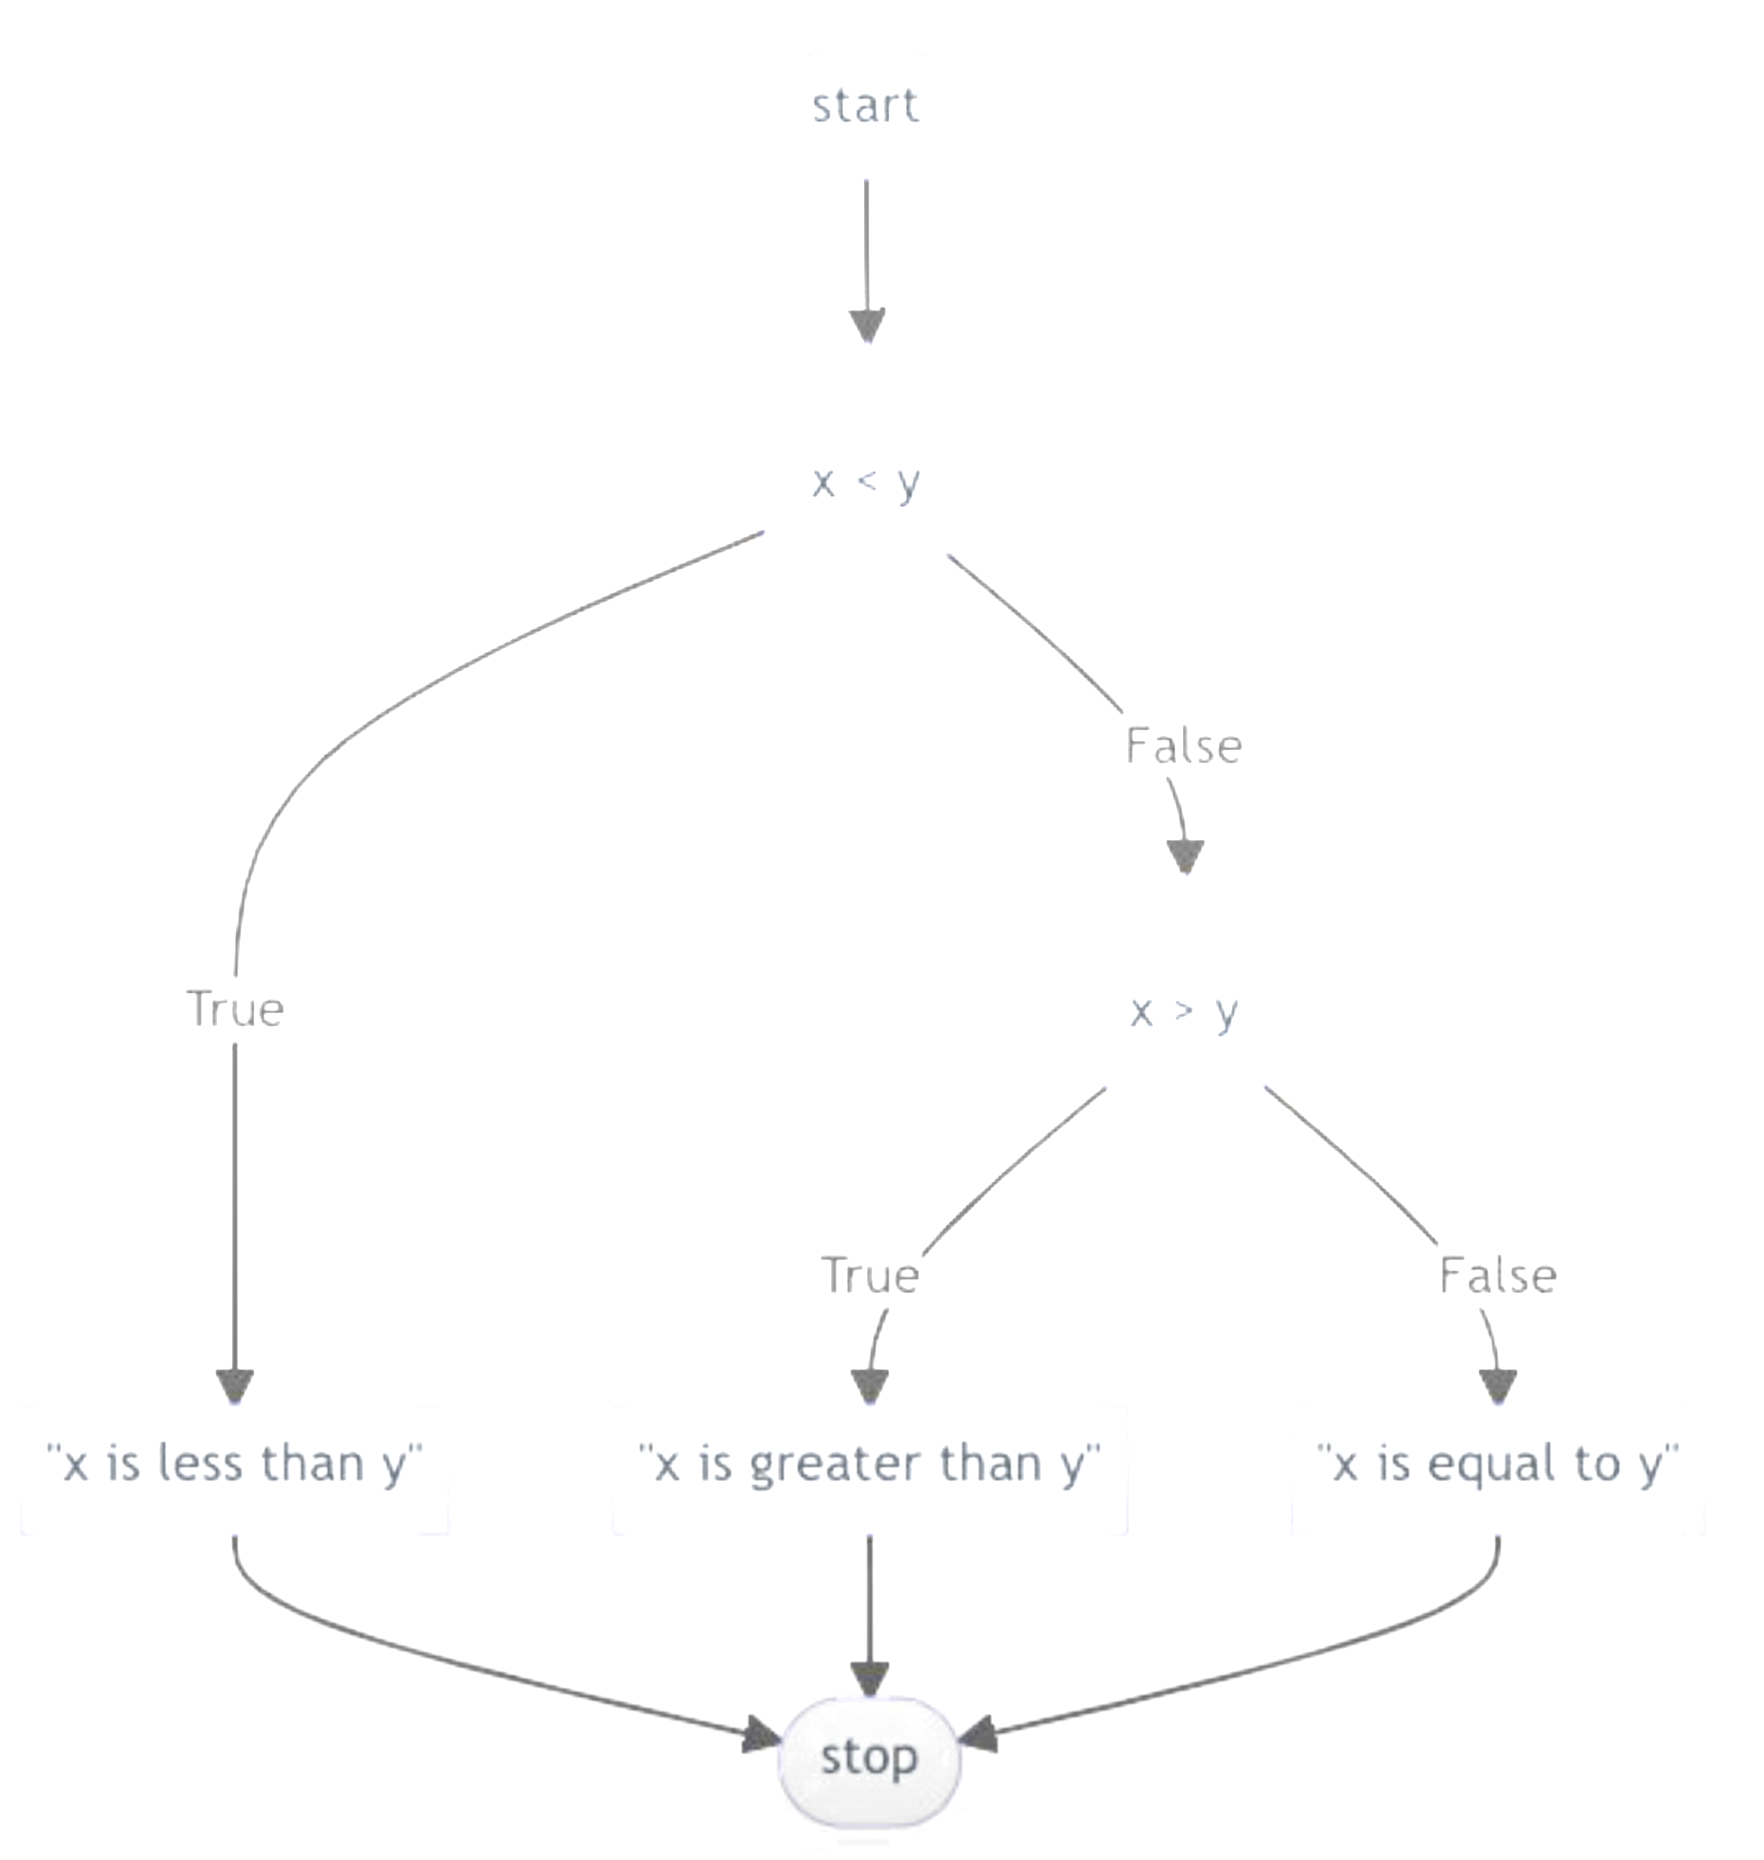 start
x < y
False
True
x > y
True
False
"x is less than y"
"x is greater than y"
"x is equal to y"
stop